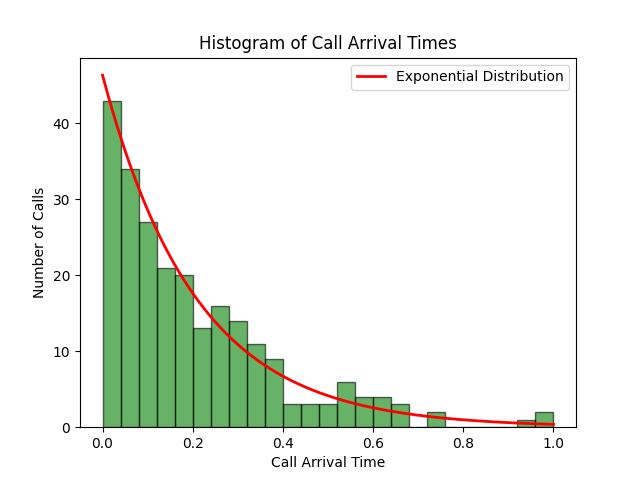 Histogram of Call Arrival Times
Exponential Distribution
Number of Calls
40
30
20
10
0
0.0 0.2 0.4 0.6 0.8 1.0
Call Arrival Time